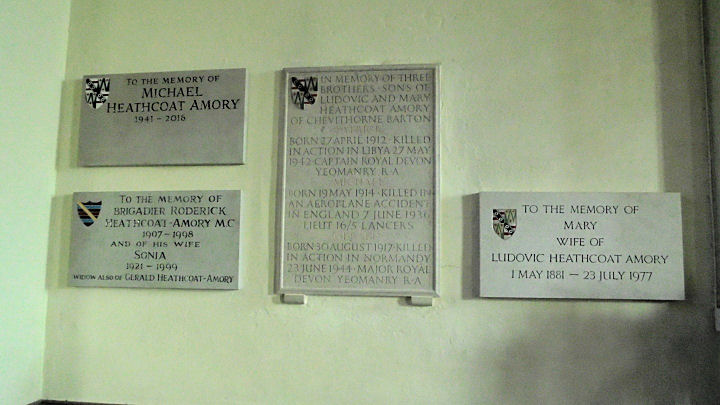 TO THE MEMORY OF
MICHAEL
HEATHCOAT AMORY
1941 – 2016
TO THE MEMORY OF
BRIGADIER RODERICK
HEATHCOAT-AMORY M.C
1907 – 1998
AND OF HIS WIFE
SONIA
1921 – 1999
WIDOW ALSO OF GERALD HEATHCOAT-AMORY
IN MEMORY OF THREE
BROTHERS · SONS OF
LUDOVIC AND MARY
HEATHCOAT AMORY
OF CHEVITHORNE BARTON
PATRICK
BORN 27 APRIL 1912 · KILLED
IN ACTION IN LIBYA 27 MAY
1942 · CAPTAIN ROYAL DEVON
YEOMANRY R·A
MICHAEL
BORN 19 MAY 1914 · KILLED IN
AN AEROPLANE ACCIDENT
IN ENGLAND 7 JUNE 1936
LIEUT 16/5 LANCERS
BORN 30 AUGUST 1917 · KILLED
IN ACTION IN NORMANDY
23 JUNE 1944 · MAJOR ROYAL
DEVON YEOMANRY R·A
TO THE MEMORY OF
MARY
WIFE OF
LUDOVIC HEATHCOAT AMORY
1 MAY 1881 – 23 JULY 1977